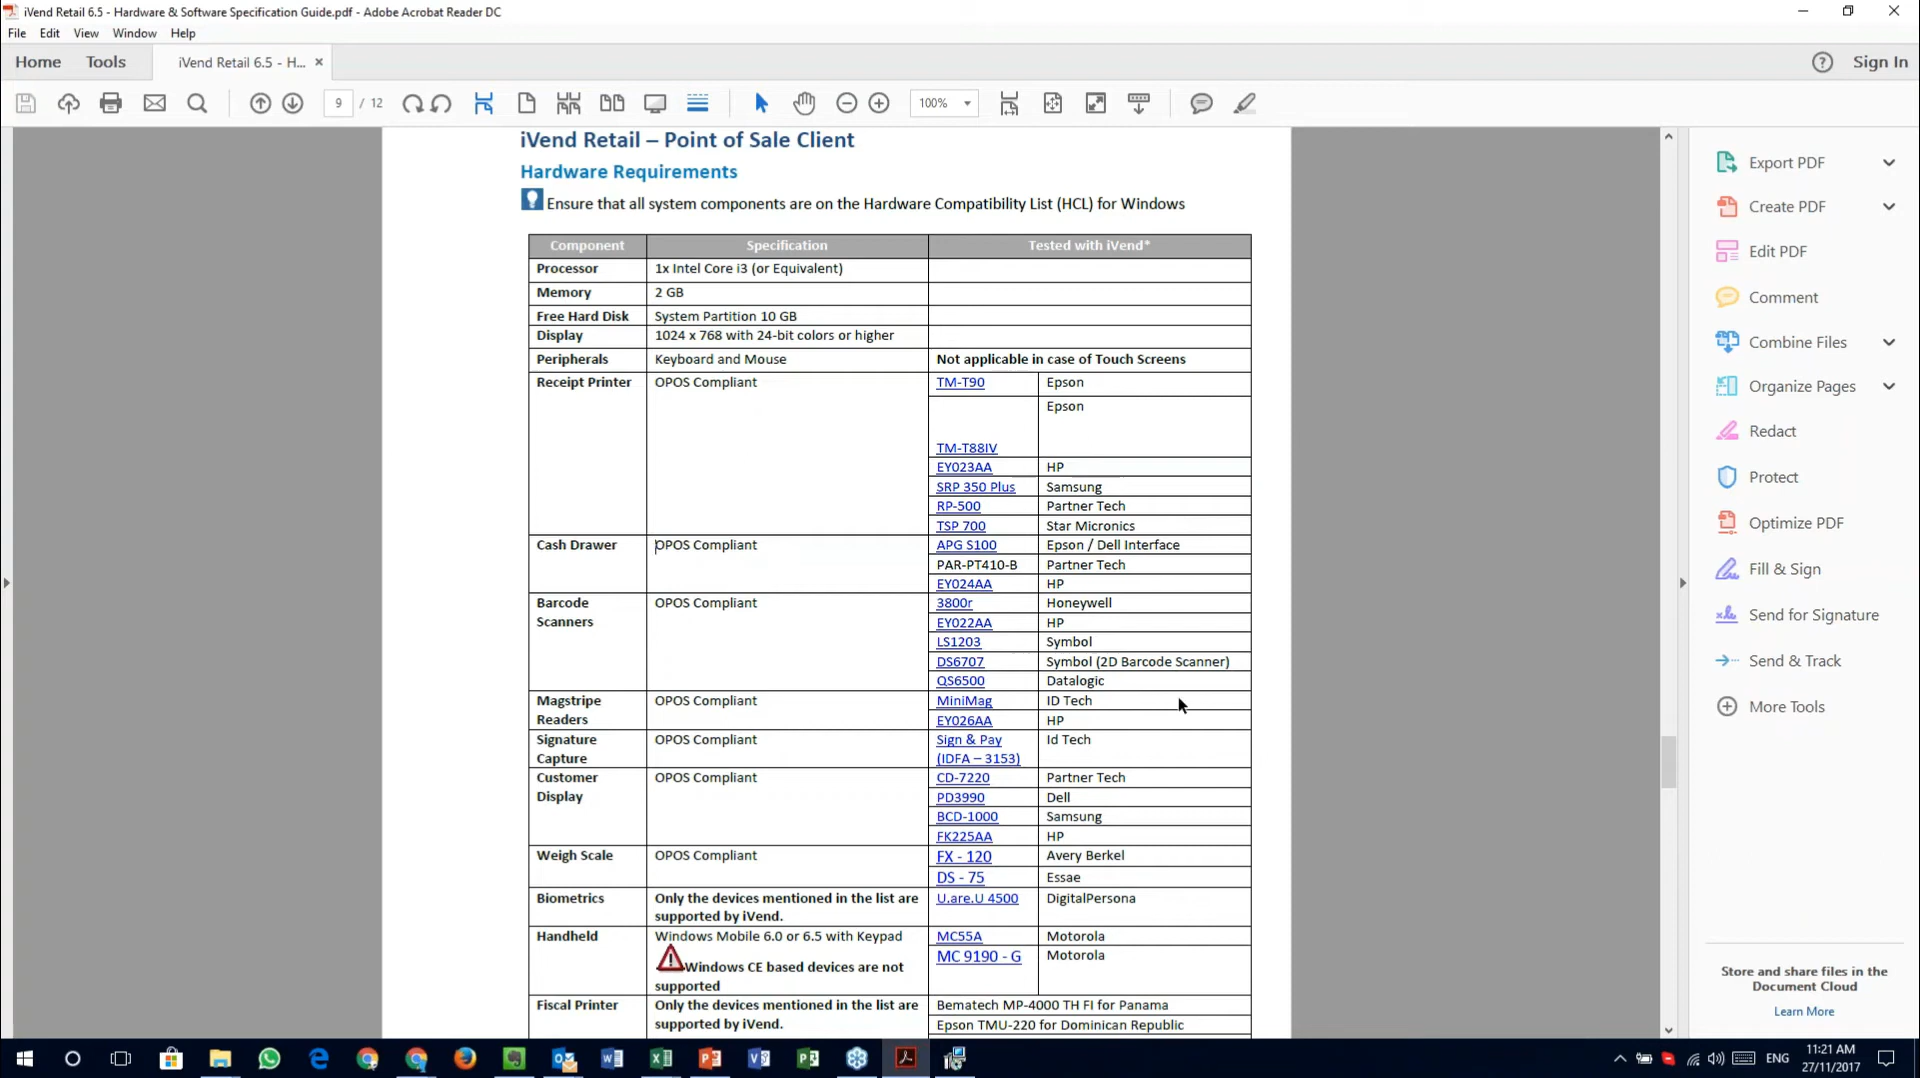 iVend Retail 6.5 - Hardware & Software Specification Guide.pdf - Adobe Acrobat Reader DC
File Edit View Window Help
Home Tools iVend Retail 6.5 - H... × Sign In
9 / 12 100%
iVend Retail – Point of Sale Client
Hardware Requirements
Ensure that all system components are on the Hardware Compatibility List (HCL) for Windows
Component Specification Tested with iVend*
Processor 1x Intel Core i3 (or Equivalent)
Memory 2 GB
Free Hard Disk System Partition 10 GB
Display 1024 x 768 with 24-bit colors or higher
Peripherals Keyboard and Mouse Not applicable in case of Touch Screens
Receipt Printer OPOS Compliant TM-T90 Epson
Epson
TM-T88IV
EY023AA HP
SRP 350 Plus Samsung
RP-500 Partner Tech
TSP 700 Star Micronics
Cash Drawer OPOS Compliant APG S100 Epson / Dell Interface
PAR-PT410-B Partner Tech
EY024AA HP
Barcode OPOS Compliant 3800r Honeywell
Scanners EY022AA HP
LS1203 Symbol
DS6707 Symbol (2D Barcode Scanner)
QS6500 Datalogic
Magstripe OPOS Compliant MiniMag ID Tech
Readers EY026AA HP
Signature OPOS Compliant Sign & Pay Id Tech
Capture (IDFA – 3153)
Customer OPOS Compliant CD-7220 Partner Tech
Display PD3990 Dell
BCD-1000 Samsung
FK225AA HP
Weigh Scale OPOS Compliant FX - 120 Avery Berkel
DS - 75 Essae
Biometrics Only the devices mentioned in the list are U.are.U 4500 DigitalPersona
supported by iVend.
Handheld Windows Mobile 6.0 or 6.5 with Keypad MC55A Motorola
MC 9190 - G Motorola
Windows CE based devices are not
supported
Fiscal Printer Only the devices mentioned in the list are Bematech MP-4000 TH FI for Panama
supported by iVend. Epson TMU-220 for Dominican Republic
Export PDF
Create PDF
Edit PDF
Comment
Combine Files
Organize Pages
Redact
Protect
Optimize PDF
Fill & Sign
Send for Signature
Send & Track
More Tools
Store and share files in the
Document Cloud
Learn More
ENG 11:21 AM
27/11/2017